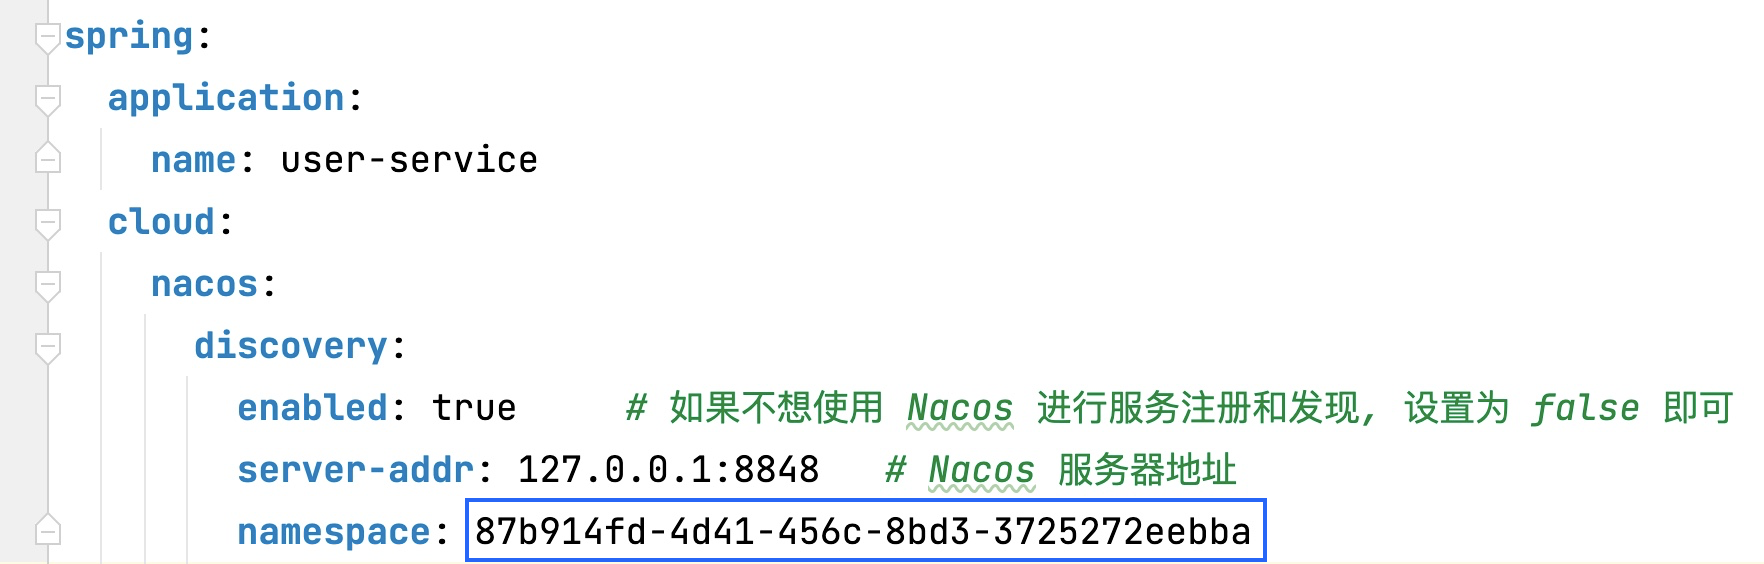 spring:
application:
name: user-service
cloud:
nacos:
discovery:
enabled: true # 如果不想使用 Nacos 进行服务注册和发现, 设置为 false 即可
server-addr: 127.0.0.1:8848 # Nacos 服务器地址
namespace: 87b914fd-4d41-456c-8bd3-3725272eebba